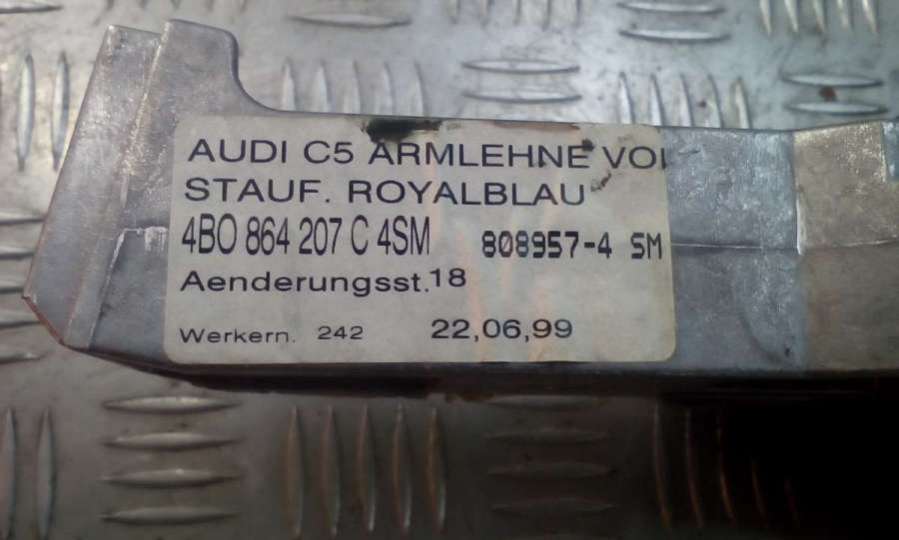 AUDI C5 ARMLEHNE
STAUF. ROYALBLAU
4B0 864 207 C 4SM 808957-4 SM
Aenderungsst.18
Werkern. 242 22,06,99